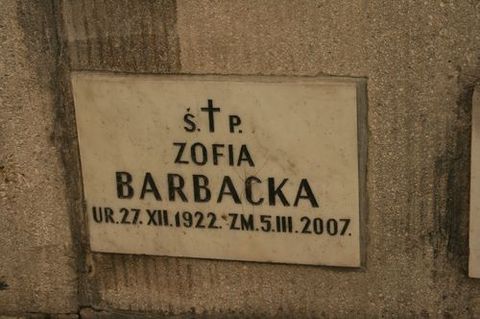 Ś.†P.
ZOFIA
BARBACKA
UR.27.XII.1922. ZM.5.III.2007.